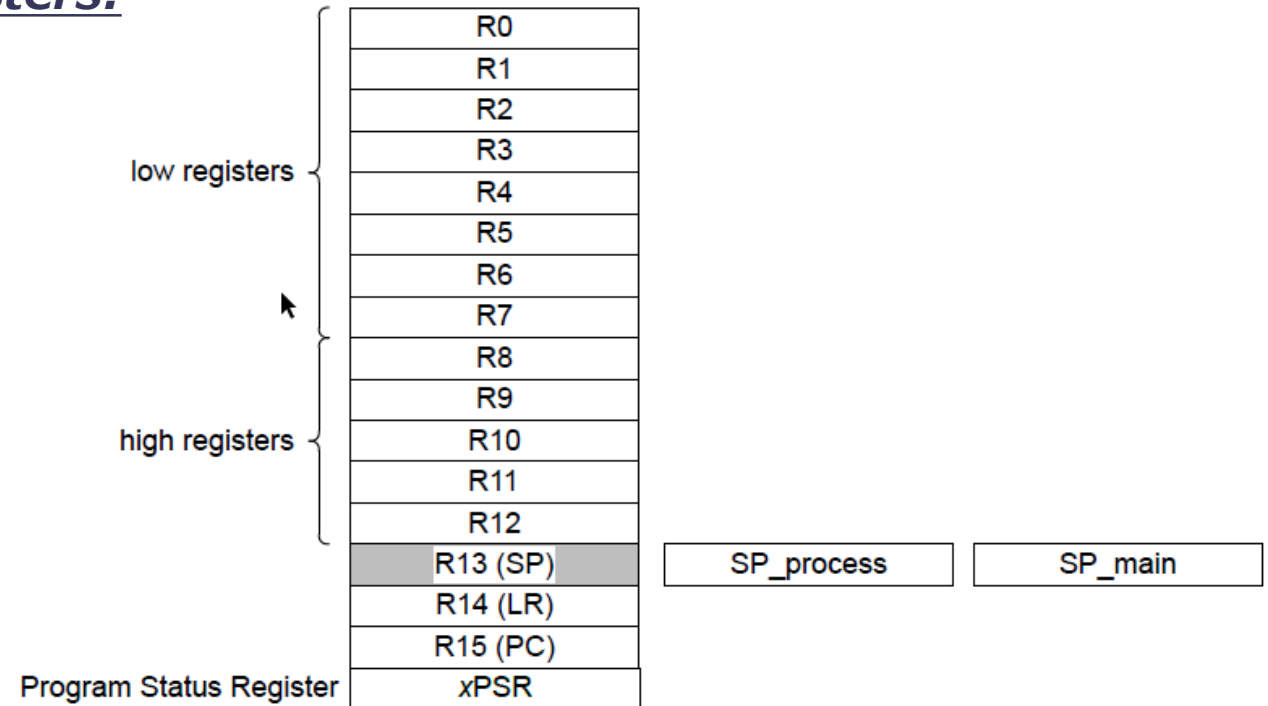 R0
R1
R2
R3
low registers
R4
R5
R6
R7
R8
R9
high registers
R10
R11
R12
R13 (SP) SP_process SP_main
R14 (LR)
R15 (PC)
Program Status Register xPSR